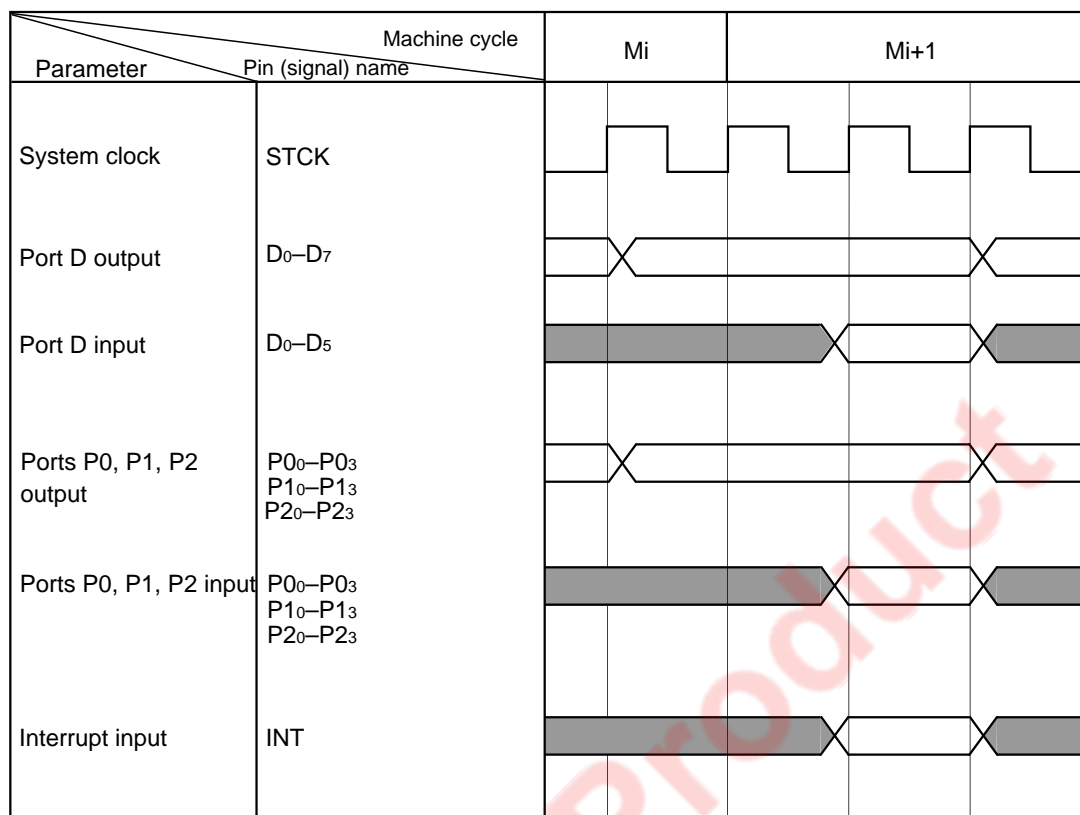 Machine cycle
Parameter
Pin (signal) name
Mi
Mi+1
System clock
STCK
Port D output
D0–D7
Port D input
D0–D5
Ports P0, P1, P2
output
P00–P03
P10–P13
P20–P23
Ports P0, P1, P2 input
P00–P03
P10–P13
P20–P23
Interrupt input
INT
Product